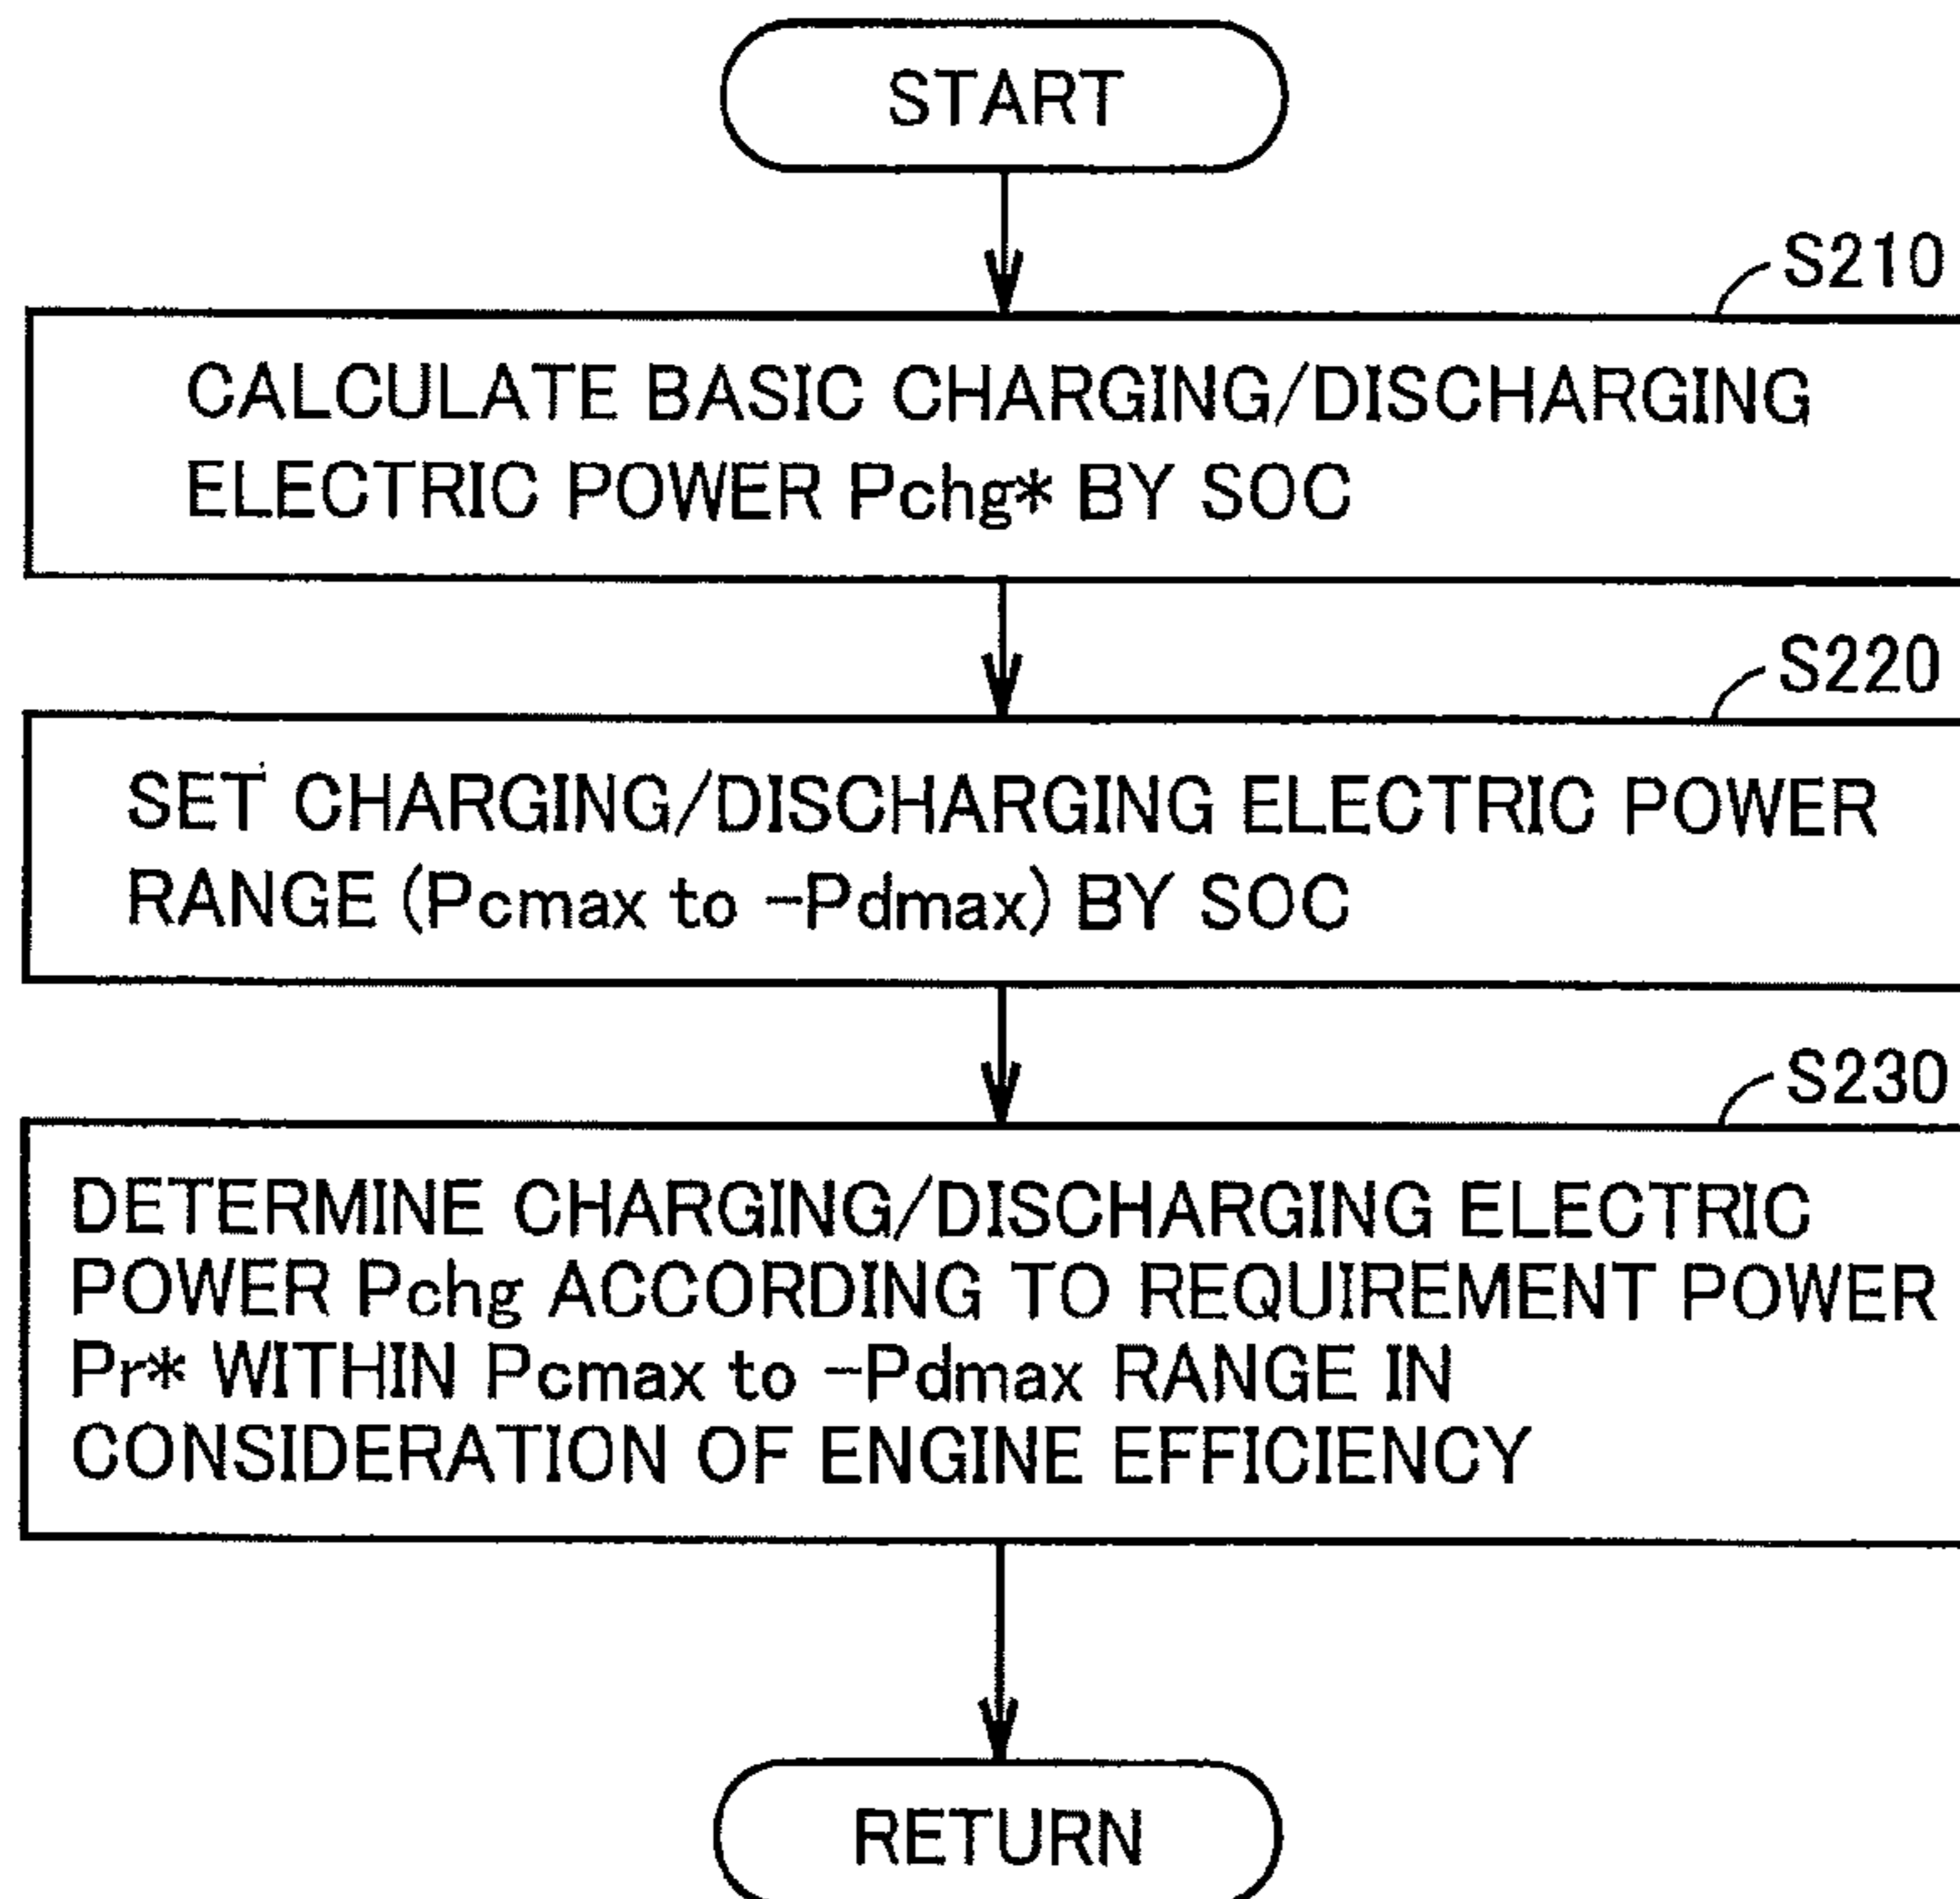 START
S210
CALCULATE BASIC CHARGING/DISCHARGING
ELECTRIC POWER Pchg* BY SOC
S220
SET CHARGING/DISCHARGING ELECTRIC POWER
RANGE (Pcmax to -Pdmax) BY SOC
S230
DETERMINE CHARGING/DISCHARGING ELECTRIC
POWER Pchg ACCORDING TO REQUIREMENT POWER
Pr* WITHIN Pcmax to -Pdmax RANGE IN
CONSIDERATION OF ENGINE EFFICIENCY
RETURN